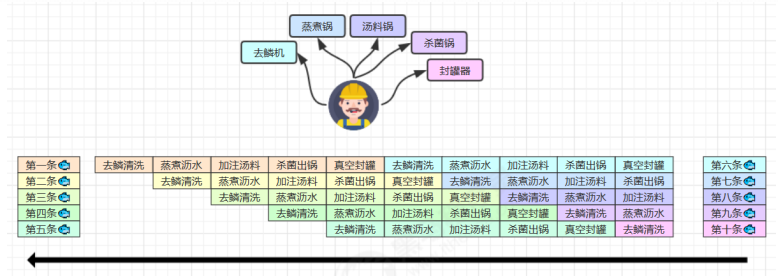 蒸煮锅 汤料锅
去鳞机 杀菌锅
封罐器
第一条 去鳞清洗 蒸煮沥水 加注汤料 杀菌出锅 真空封罐 去鳞清洗 蒸煮沥水 加注汤料 杀菌出锅 真空封罐 第六条
第二条 去鳞清洗 蒸煮沥水 加注汤料 杀菌出锅 真空封罐 去鳞清洗 蒸煮沥水 加注汤料 杀菌出锅 第七条
第三条 去鳞清洗 蒸煮沥水 加注汤料 杀菌出锅 真空封罐 去鳞清洗 蒸煮沥水 加注汤料 第八条
第四条 去鳞清洗 蒸煮沥水 加注汤料 杀菌出锅 真空封罐 去鳞清洗 蒸煮沥水 第九条
第五条 去鳞清洗 蒸煮沥水 加注汤料 杀菌出锅 真空封罐 去鳞清洗 第十条